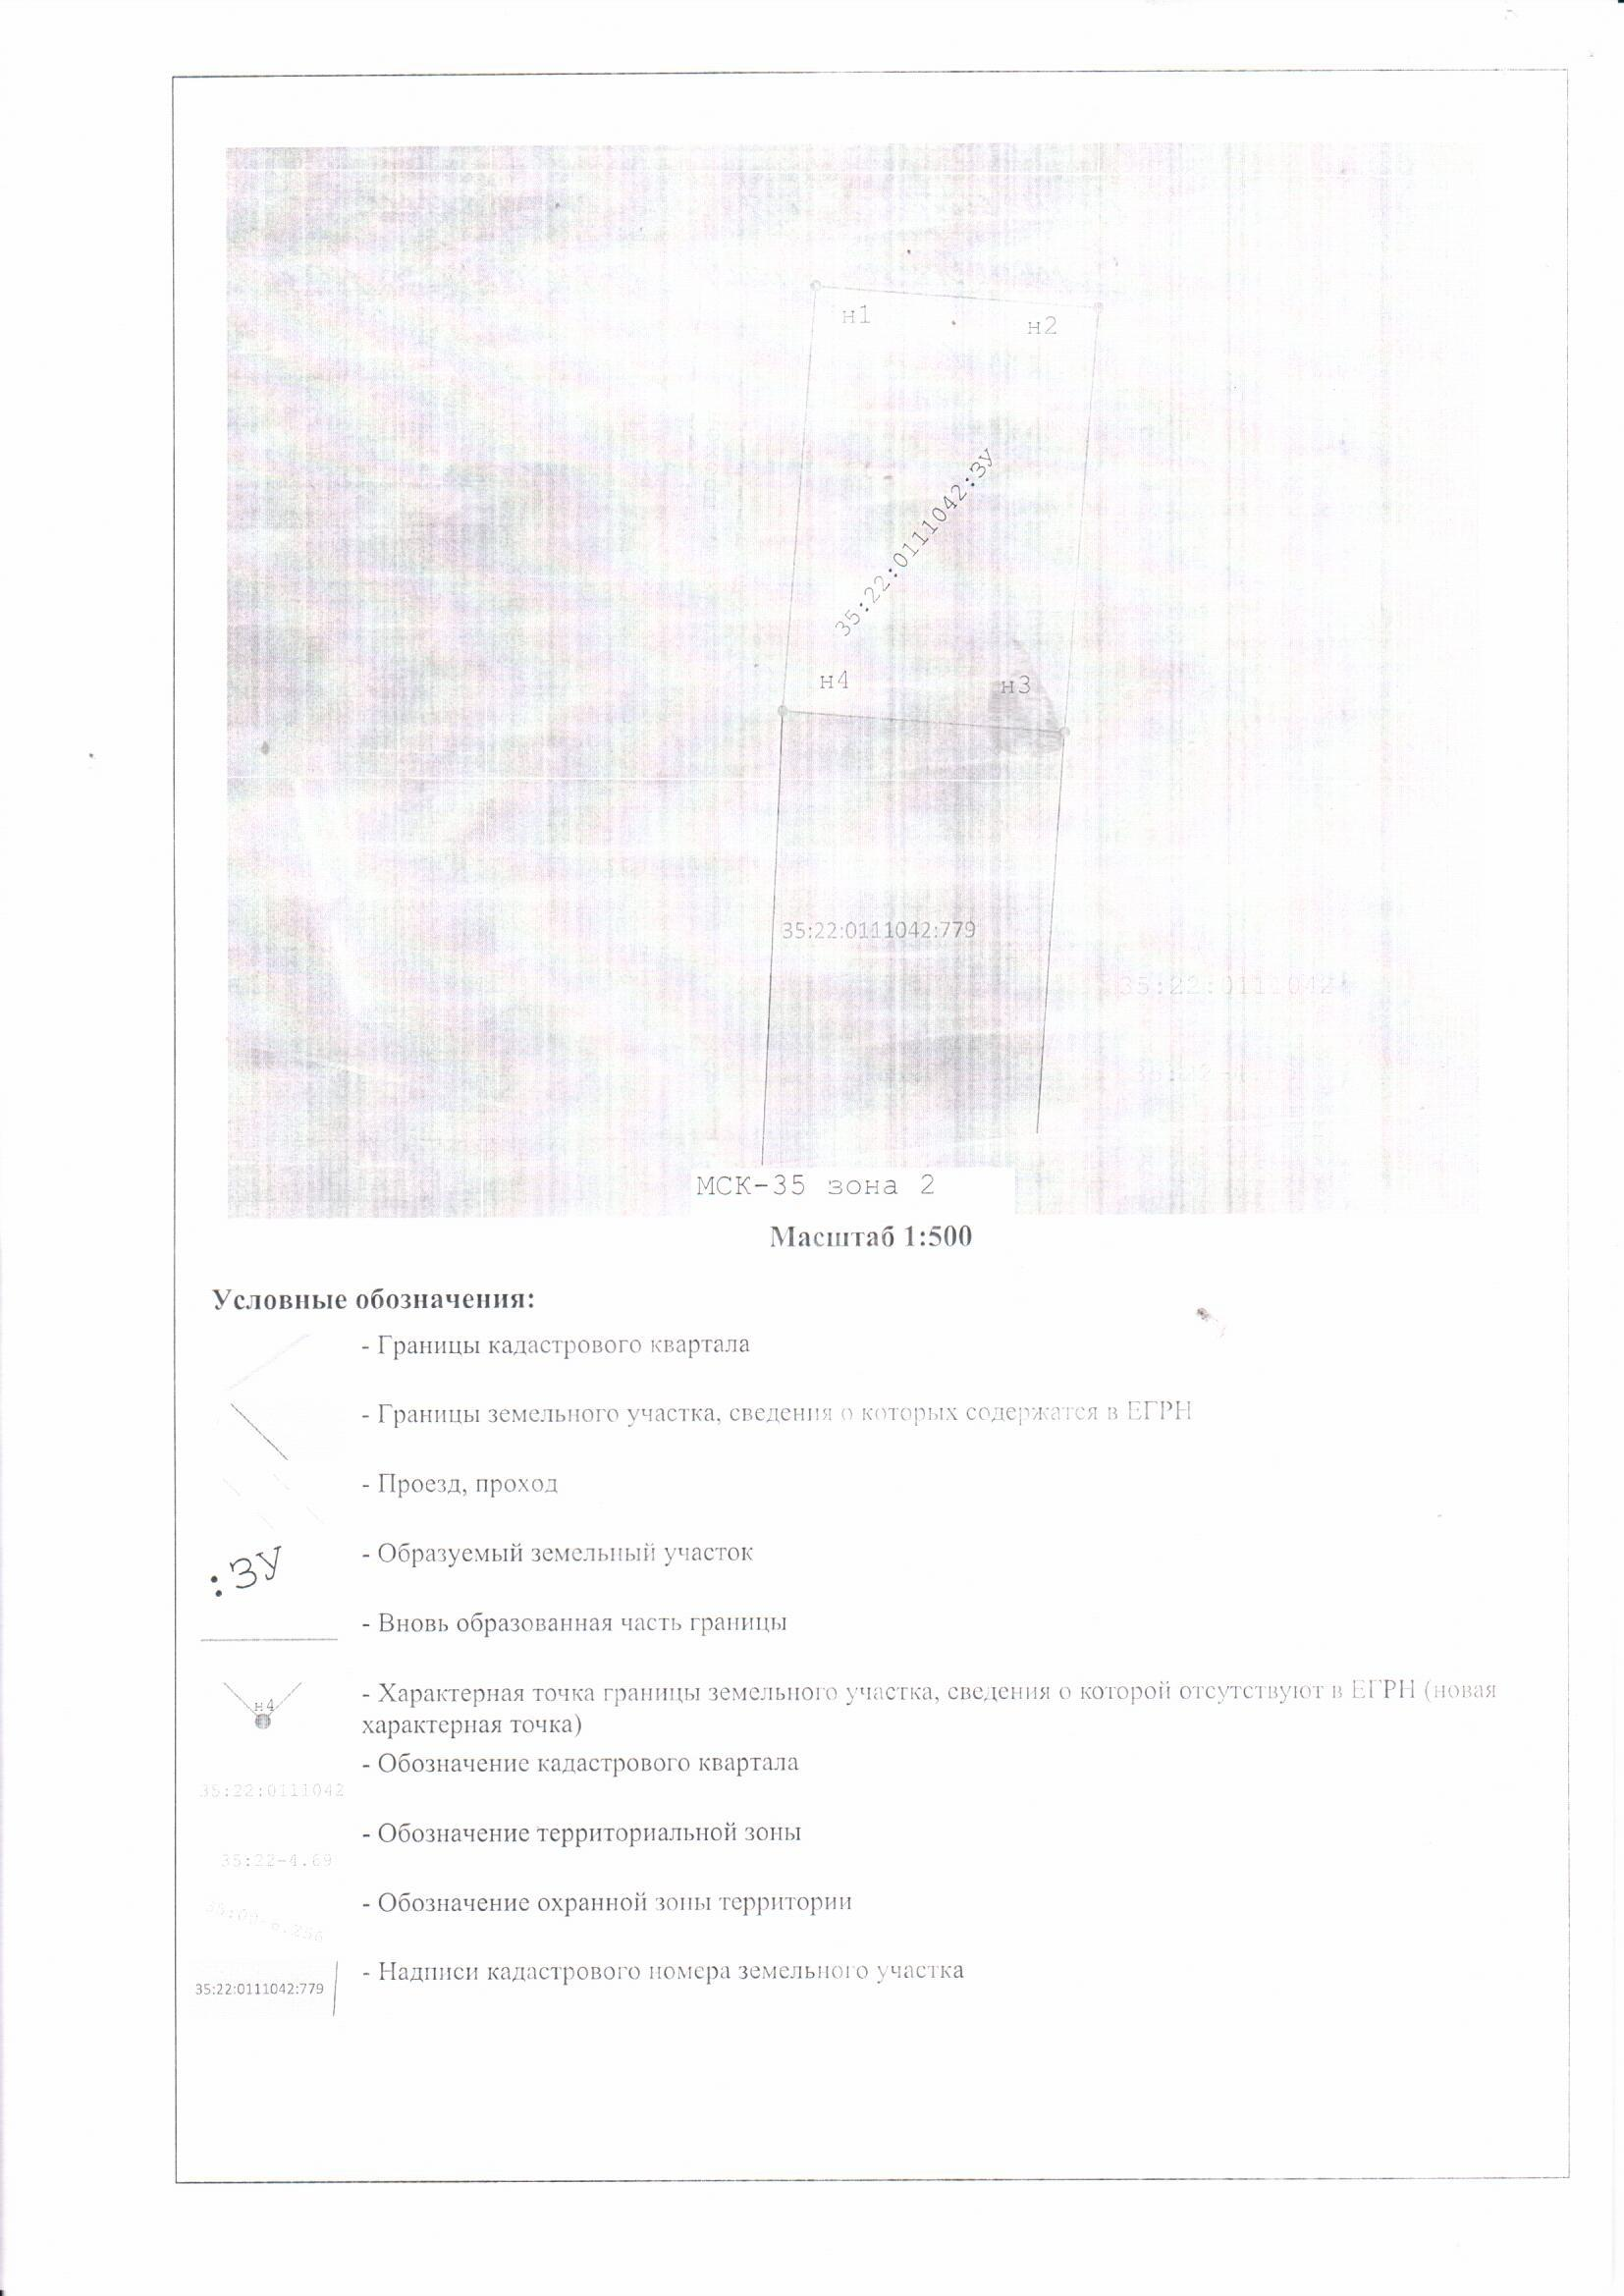 н1
н2
35:22:0111042:ЗУ
н4
н3
35:22:0111042:779
35:22:0111042
МСК-35 зона 2
Масштаб 1:500
Условные обозначения:
- Границы кадастрового квартала
- Границы земельного участка, сведения о которых содержатся в ЕГРН
- Проезд, проход
:ЗУ
- Образуемый земельный участок
- Вновь образованная часть границы
н4
- Характерная точка границы земельного участка, сведения о которой отсутствуют в ЕГРН (новая
характерная точка)
- Обозначение кадастрового квартала
35:22:0111042
- Обозначение территориальной зоны
35:22-4.69
- Обозначение охранной зоны территории
- Надписи кадастрового номера земельного участка
35:22:0111042:779